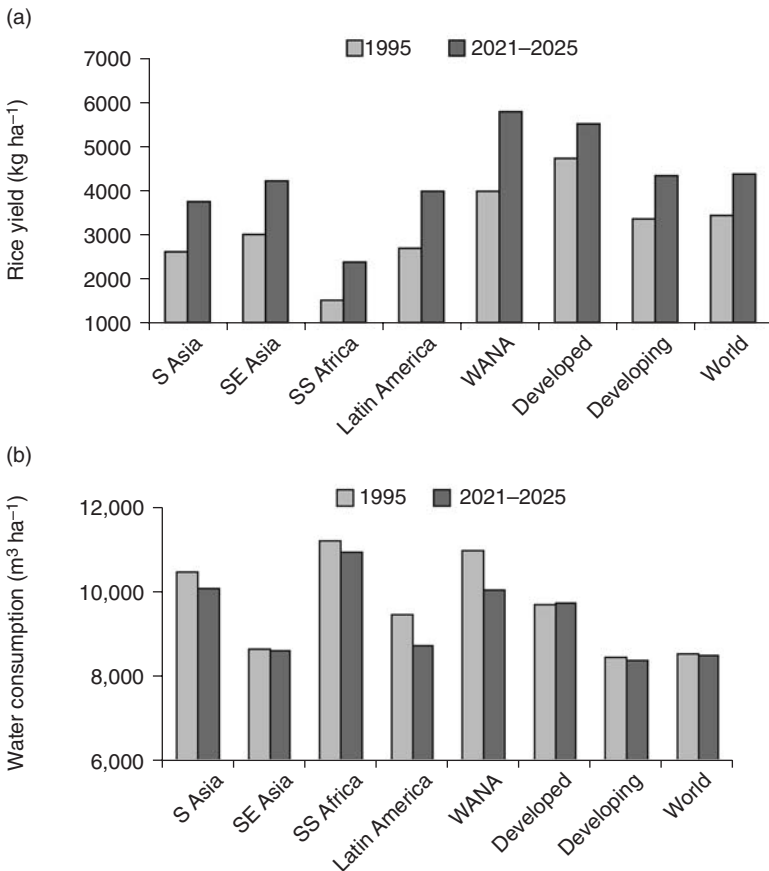 (a)
1995 2021–2025
Rice yield (kg ha⁻¹)
7000
6000
5000
4000
3000
2000
1000
S Asia
SE Asia
SS Africa
Latin America
WANA
Developed
Developing
World
(b)
1995 2021–2025
Water consumption (m³ ha⁻¹)
12,000
10,000
8,000
6,000
S Asia
SE Asia
SS Africa
Latin America
WANA
Developed
Developing
World